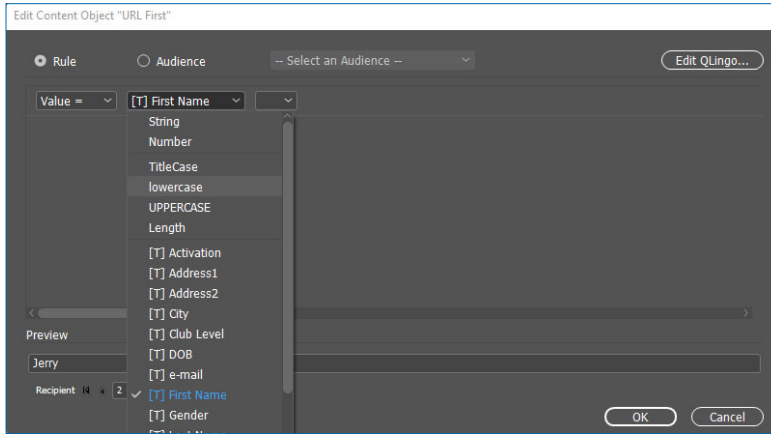 Edit Content Object "URL First"
Rule
Audience
-- Select an Audience --
Edit QLingo...
Value =
[T] First Name
String
Number
TitleCase
lowercase
UPPERCASE
Length
[T] Activation
[T] Address1
[T] Address2
[T] City
[T] Club Level
[T] DOB
[T] e-mail
[T] First Name
[T] Gender
Preview
Jerry
Recipient
2
OK
Cancel